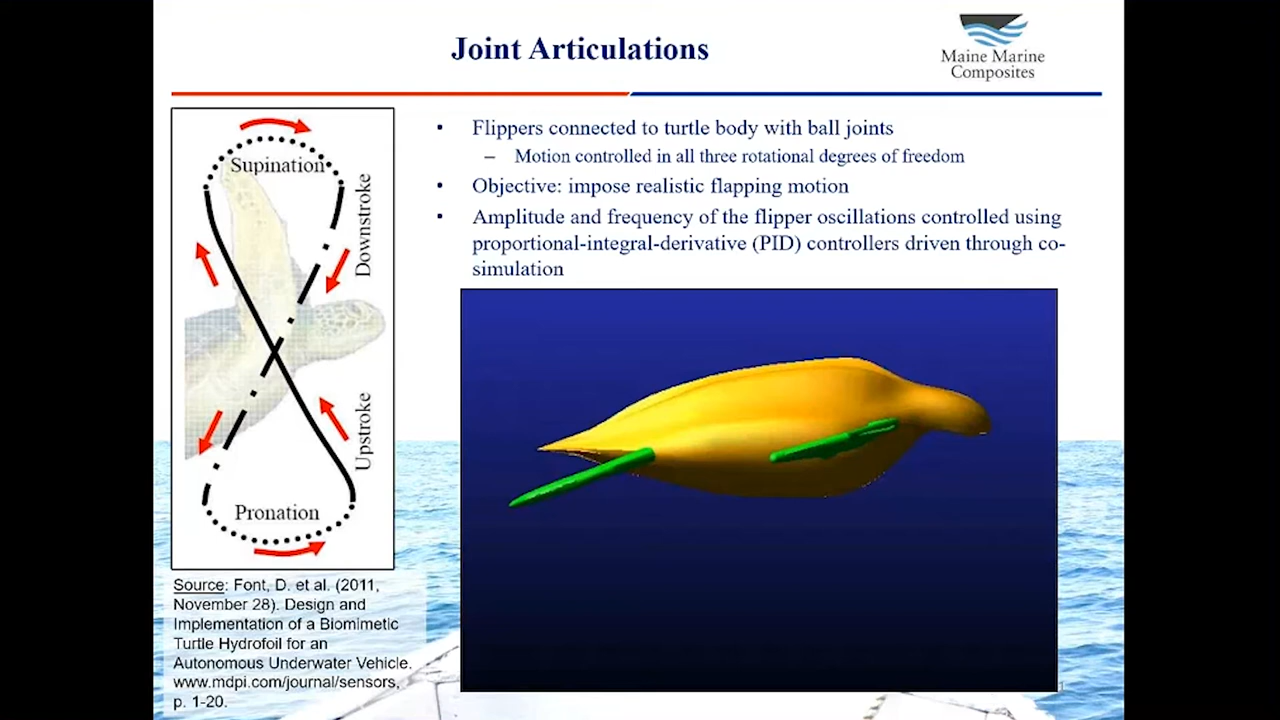 Joint Articulations
Maine Marine
Composites
Supination
Downstroke
Upstroke
Pronation
Source: Font, D. et al. (2011,
November 28). Design and
Implementation of a Biomimetic
Turtle Hydrofoil for an
Autonomous Underwater Vehicle.
www.mdpi.com/journal/sensors,
p. 1-20.
• Flippers connected to turtle body with ball joints
– Motion controlled in all three rotational degrees of freedom
• Objective: impose realistic flapping motion
• Amplitude and frequency of the flipper oscillations controlled using
proportional-integral-derivative (PID) controllers driven through co-
simulation